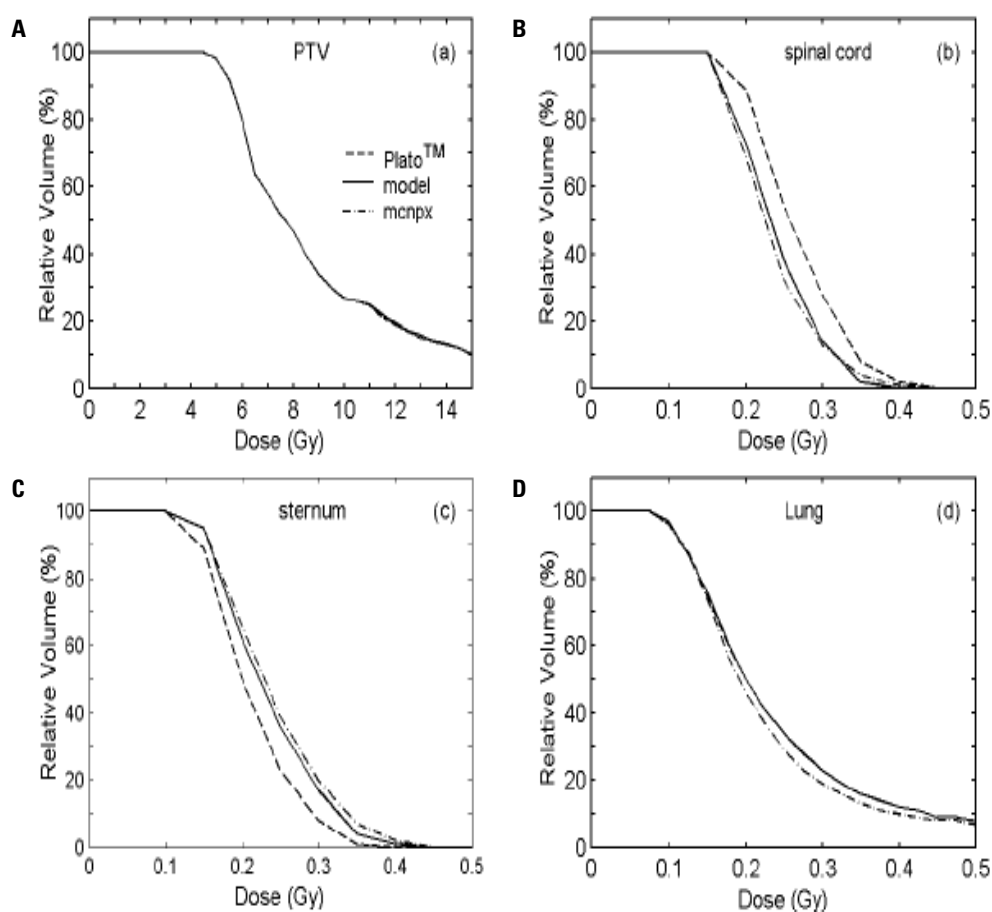 A
PTV
(a)
100
80
60
40
20
0
Relative Volume (%)
Plato™
model
mcnpx
0 2 4 6 8 10 12 14
Dose (Gy)
B
spinal cord
(b)
100
80
60
40
20
0
Relative Volume (%)
0 0.1 0.2 0.3 0.4 0.5
Dose (Gy)
C
sternum
(c)
100
80
60
40
20
0
Relative Volume (%)
0 0.1 0.2 0.3 0.4 0.5
Dose (Gy)
D
Lung
(d)
100
80
60
40
20
0
Relative Volume (%)
0 0.1 0.2 0.3 0.4 0.5
Dose (Gy)